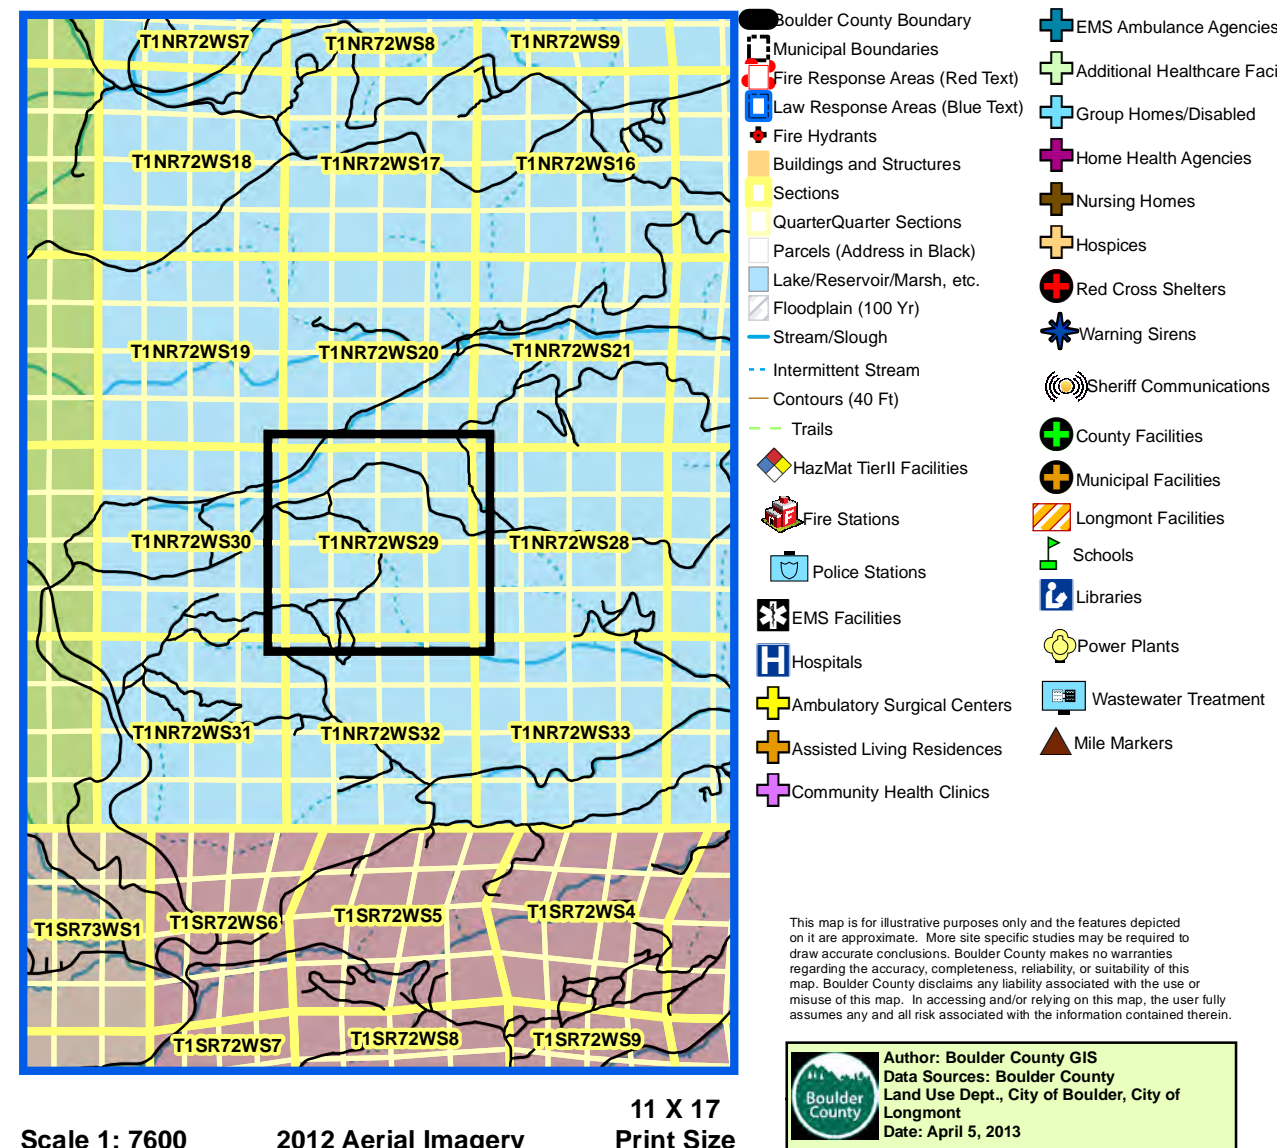 T1NR72WS7
T1NR72WS8
T1NR72WS9
T1NR72WS18
T1NR72WS17
T1NR72WS16
T1NR72WS19
T1NR72WS20
T1NR72WS21
T1NR72WS30
T1NR72WS29
T1NR72WS28
T1NR72WS31
T1NR72WS32
T1NR72WS33
T1SR73WS1
T1SR72WS6
T1SR72WS5
T1SR72WS4
T1SR72WS7
T1SR72WS8
T1SR72WS9
Boulder County Boundary
Municipal Boundaries
Fire Response Areas (Red Text)
Law Response Areas (Blue Text)
Fire Hydrants
Buildings and Structures
Sections
QuarterQuarter Sections
Parcels (Address in Black)
Lake/Reservoir/Marsh, etc.
Floodplain (100 Yr)
Stream/Slough
Intermittent Stream
Contours (40 Ft)
Trails
HazMat TierII Facilities
F
Fire Stations
Police Stations
EMS Facilities
H
Hospitals
Ambulatory Surgical Centers
Assisted Living Residences
Community Health Clinics
EMS Ambulance Agencies
Additional Healthcare Faci
Group Homes/Disabled
Home Health Agencies
Nursing Homes
Hospices
Red Cross Shelters
Warning Sirens
Sheriff Communications
County Facilities
Municipal Facilities
Longmont Facilities
Schools
Libraries
Power Plants
Wastewater Treatment
Mile Markers
This map is for illustrative purposes only and the features depicted
on it are approximate. More site specific studies may be required to
draw accurate conclusions. Boulder County makes no warranties
regarding the accuracy, completeness, reliability, or suitability of this
map. Boulder County disclaims any liability associated with the use or
misuse of this map. In accessing and/or relying on this map, the user fully
assumes any and all risk associated with the information contained therein.
Boulder
County
Author: Boulder County GIS
Data Sources: Boulder County
Land Use Dept., City of Boulder, City of
Longmont
Date: April 5, 2013
Scale 1: 7600
2012 Aerial Imagery
11 X 17
Print Size